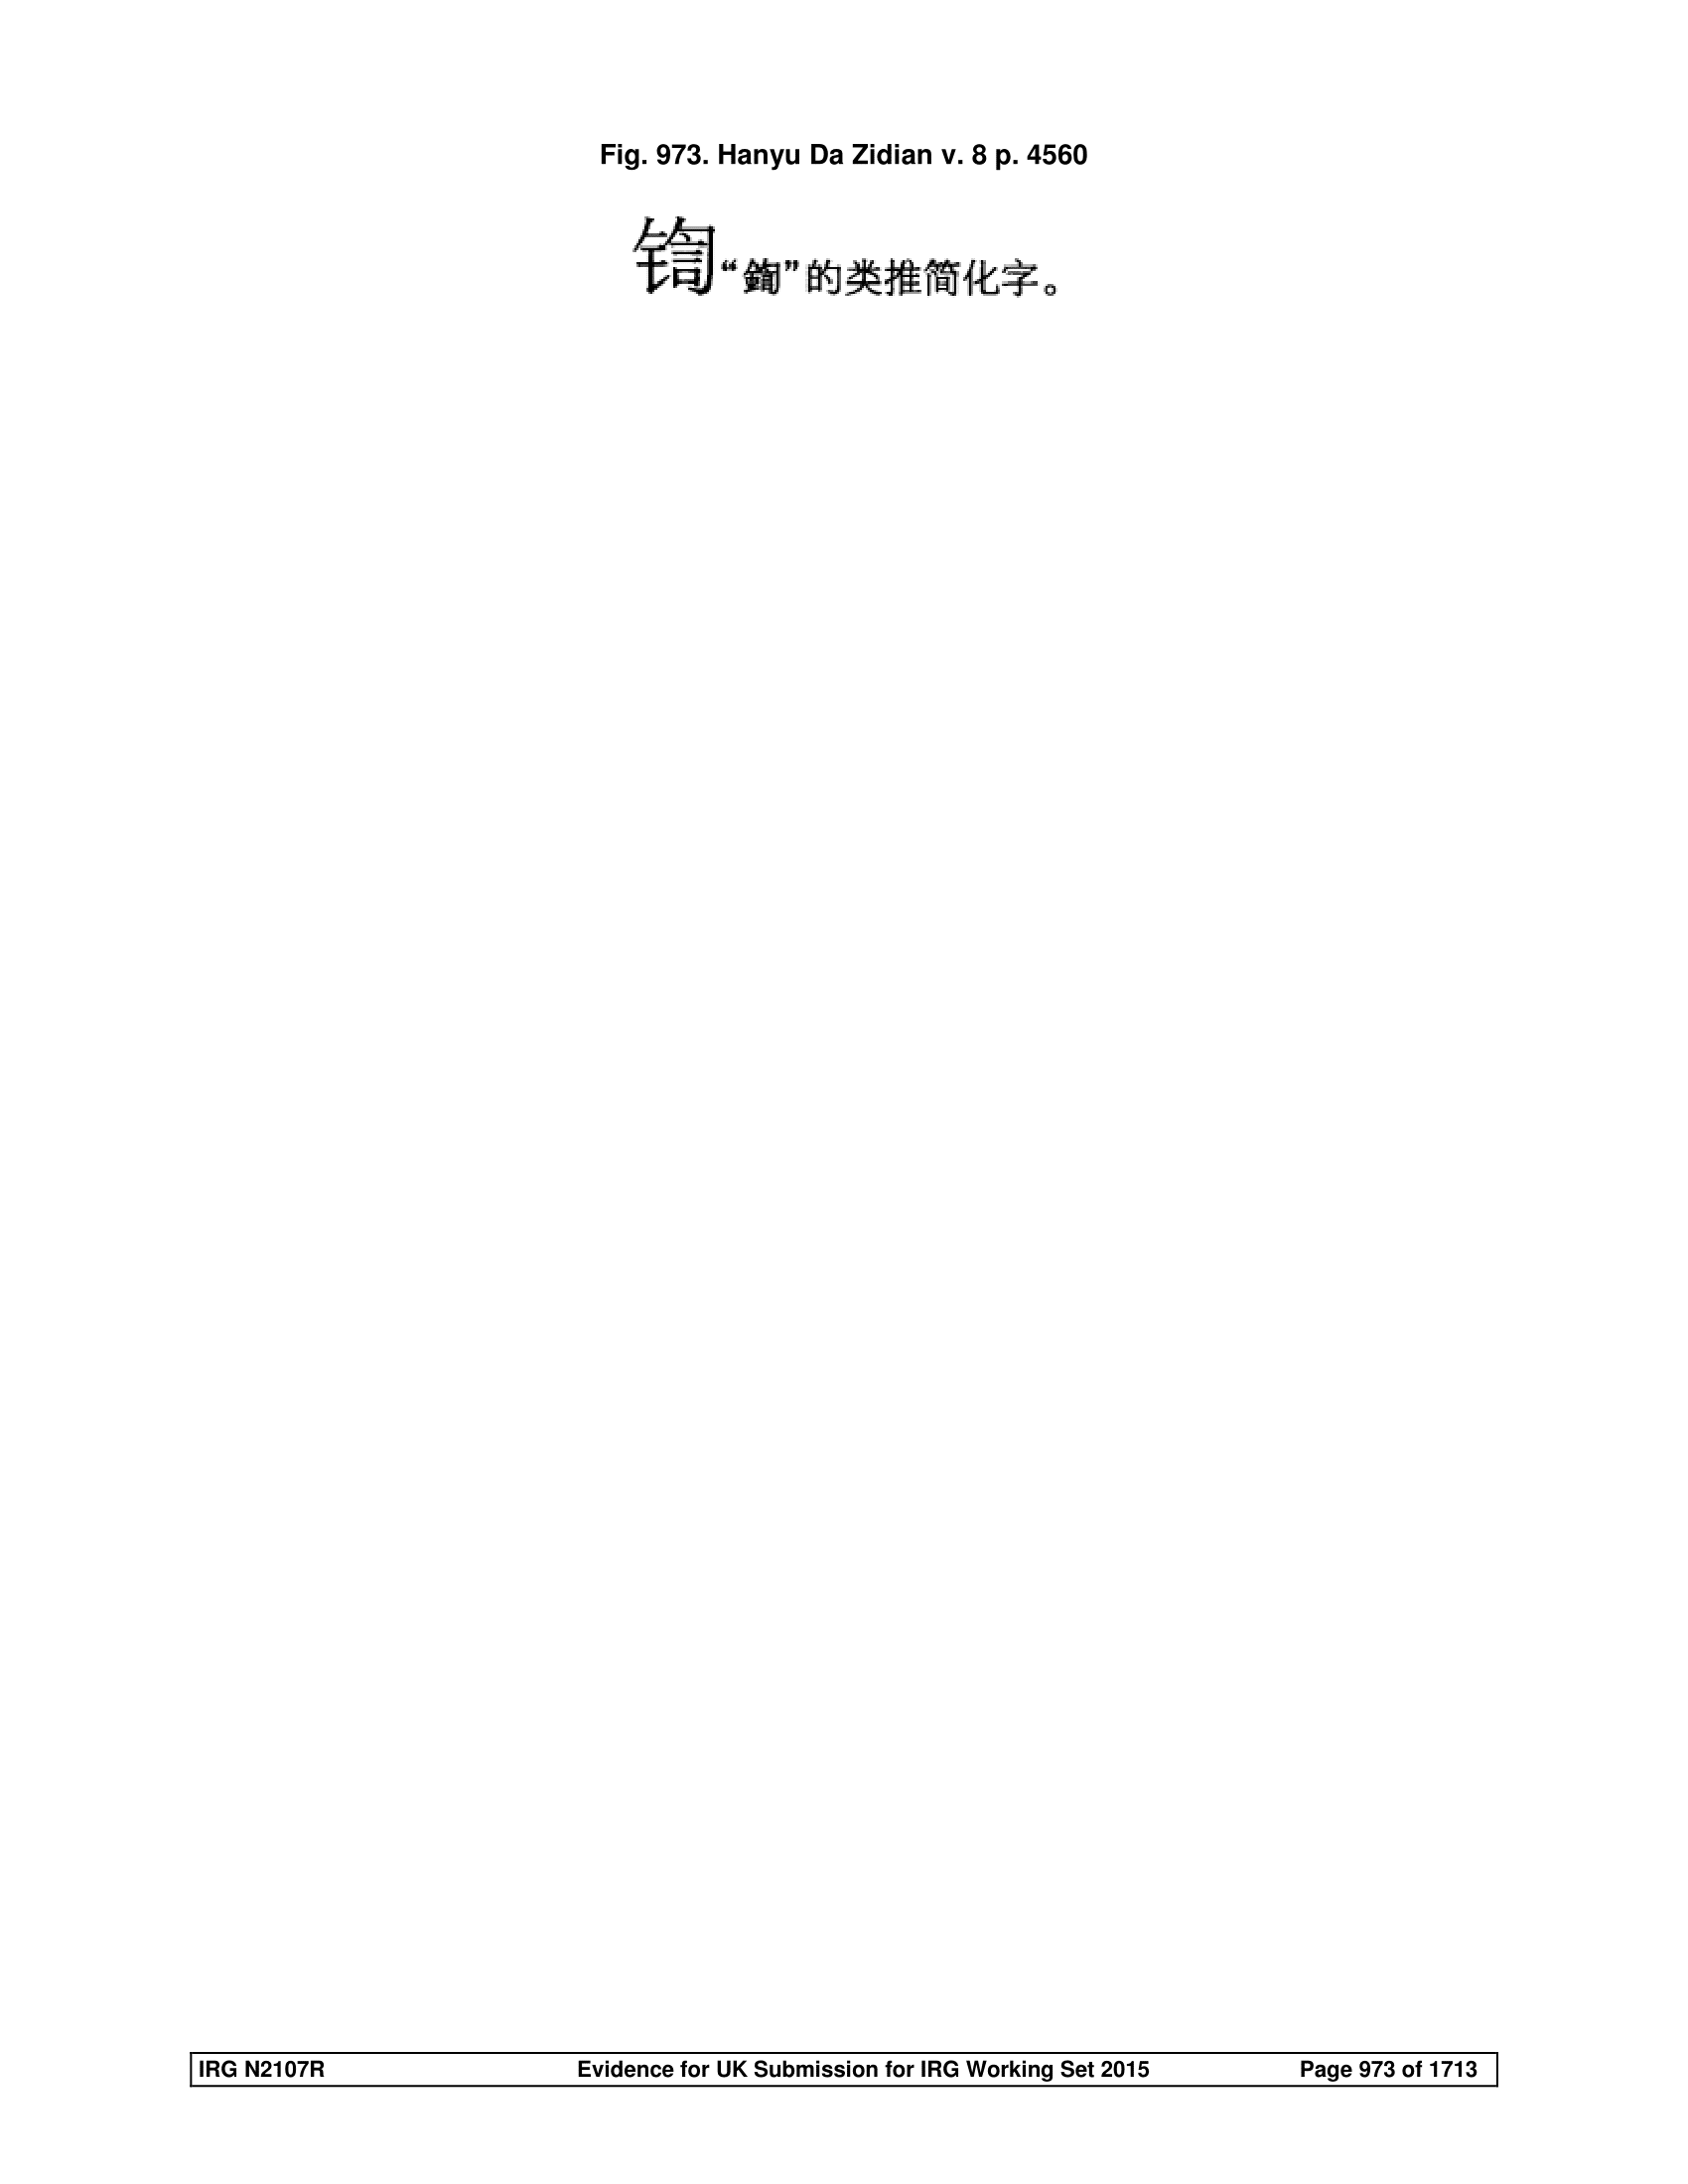 Fig. 973. Hanyu Da Zidian v. 8 p. 4560
“鍧”的类推简化字。
IRG N2107R Evidence for UK Submission for IRG Working Set 2015 Page 973 of 1713